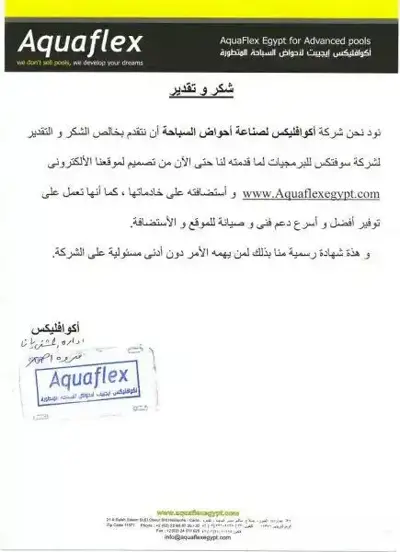 Aquaflex
we don't sell pools, we develop your dreams
AquaFlex Egypt for Advanced pools
أكوافليكس إيجيبت لأحواض السباحة المتطورة
شكر و تقدير
نود نحن شركة أكوافليكس لصناعة أحواض السباحة أن نتقدم بخالص الشكر و التقدير
لشركة سوفتكس للبرمجيات لما قدمته لنا حتى الآن من تصميم لموقعنا الألكترونى
www.Aquaflexegypt.com و أستضافته على خادماتها ، كما أنها تعمل على
توفير أفضل و أسرع دعم فنى و صيانة للموقع و الأستضافة.
و هذة شهادة رسمية منا بذلك لمن يهمه الأمر دون أدنى مسئولية على الشركة.
أكوافليكس
Aquaflex
أكوافليكس إيجيبت لأحواض السباحة المتطورة
www.aquaflexegypt.com
info@aquaflexegypt.com